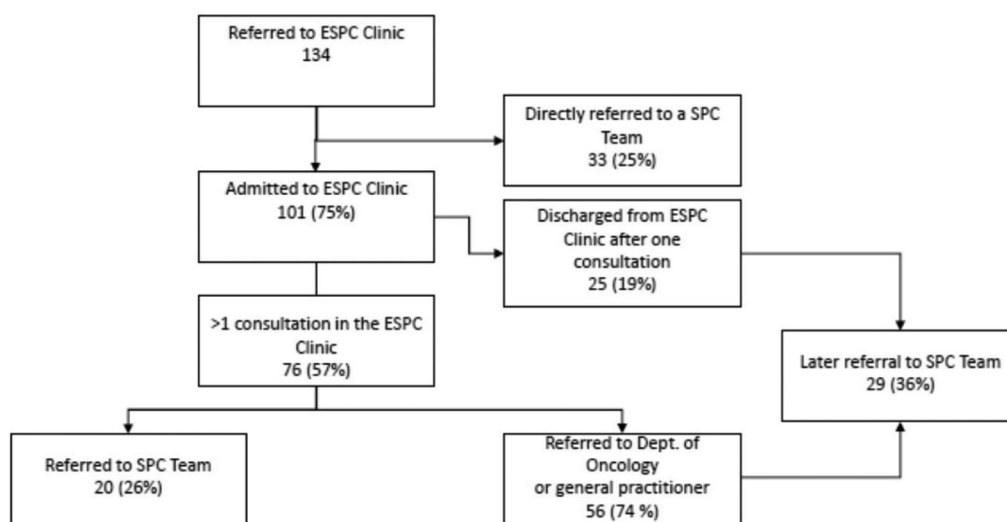 Referred to ESPC Clinic
134
Directly referred to a SPC
Team
33 (25%)
Admitted to ESPC Clinic
101 (75%)
Discharged from ESPC
Clinic after one
consultation
25 (19%)
>1 consultation in the ESPC
Clinic
76 (57%)
Later referral to SPC Team
29 (36%)
Referred to SPC Team
20 (26%)
Referred to Dept. of
Oncology
or general practitioner
56 (74 %)